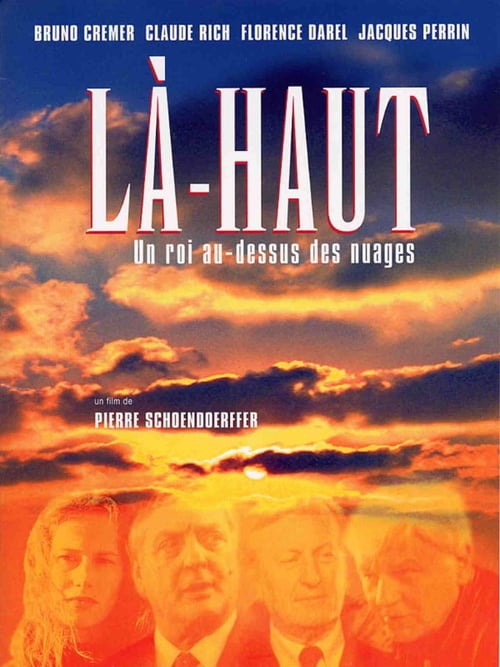 BRUNO CREMER CLAUDE RICH FLORENCE DAREL JACQUES PERRIN
LÀ-HAUT
Un roi au-dessus des nuages
un film de
PIERRE SCHOENDOERFFER